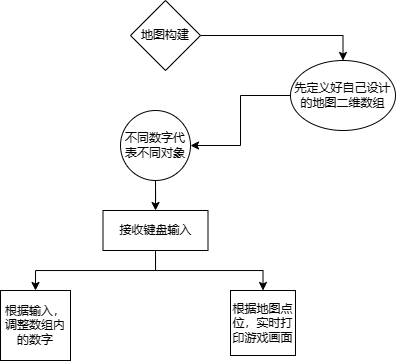 地图构建
先定义好自己设计
的地图二维数组
不同数字代
表不同对象
接收键盘输入
根据输入，
调整数组内
的数字
根据地图点
位，实时打
印游戏画面